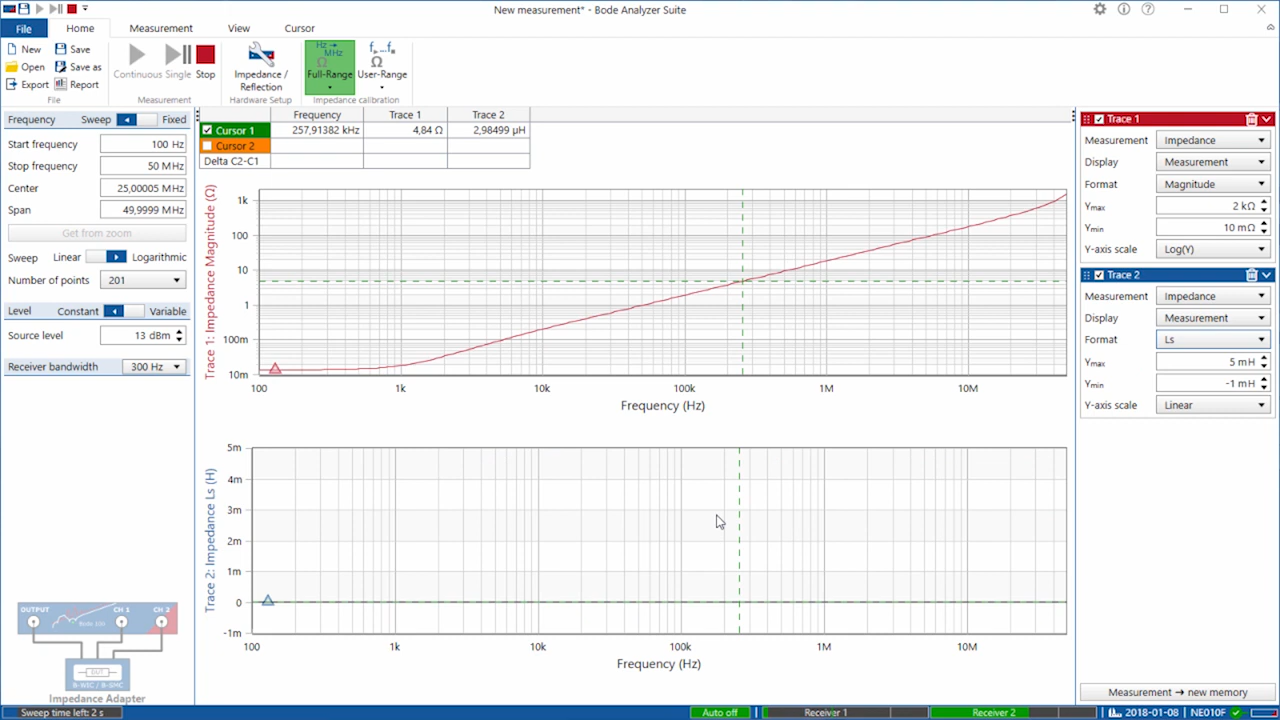 New measurement* - Bode Analyzer Suite
File Home Measurement View Cursor
New Save
Open Save as
Export Report
File
Continuous Single Stop
Measurement
Impedance / Reflection
Hardware Setup
Hz → MHz Ω Full-Range
f...f Ω User-Range
Impedance calibration
Frequency Sweep Fixed
Start frequency 100 Hz
Stop frequency 50 MHz
Center 25,00005 MHz
Span 49,9999 MHz
Get from zoom
Sweep Linear Logarithmic
Number of points 201
Level Constant Variable
Source level 13 dBm
Receiver bandwidth 300 Hz
OUTPUT CH 1 CH 2
Bode 100
DUT
B-WIC / B-SMC
Impedance Adapter
Frequency Trace 1 Trace 2
Cursor 1 257,91382 kHz 4,84 Ω 2,98499 µH
Cursor 2
Delta C2-C1
Trace 1: Impedance Magnitude (Ω)
1k
100
10
1
100m
10m
100 1k 10k 100k 1M 10M
Frequency (Hz)
Trace 2: Impedance Ls (H)
5m
4m
3m
2m
1m
0
-1m
100 1k 10k 100k 1M 10M
Frequency (Hz)
Trace 1
Measurement Impedance
Display Measurement
Format Magnitude
Ymax 2 kΩ
Ymin 10 mΩ
Y-axis scale Log(Y)
Trace 2
Measurement Impedance
Display Measurement
Format Ls
Ymax 5 mH
Ymin -1 mH
Y-axis scale Linear
Measurement → new memory
Sweep time left: 2 s Auto off Receiver 1 Receiver 2 2018-01-08 NE010F